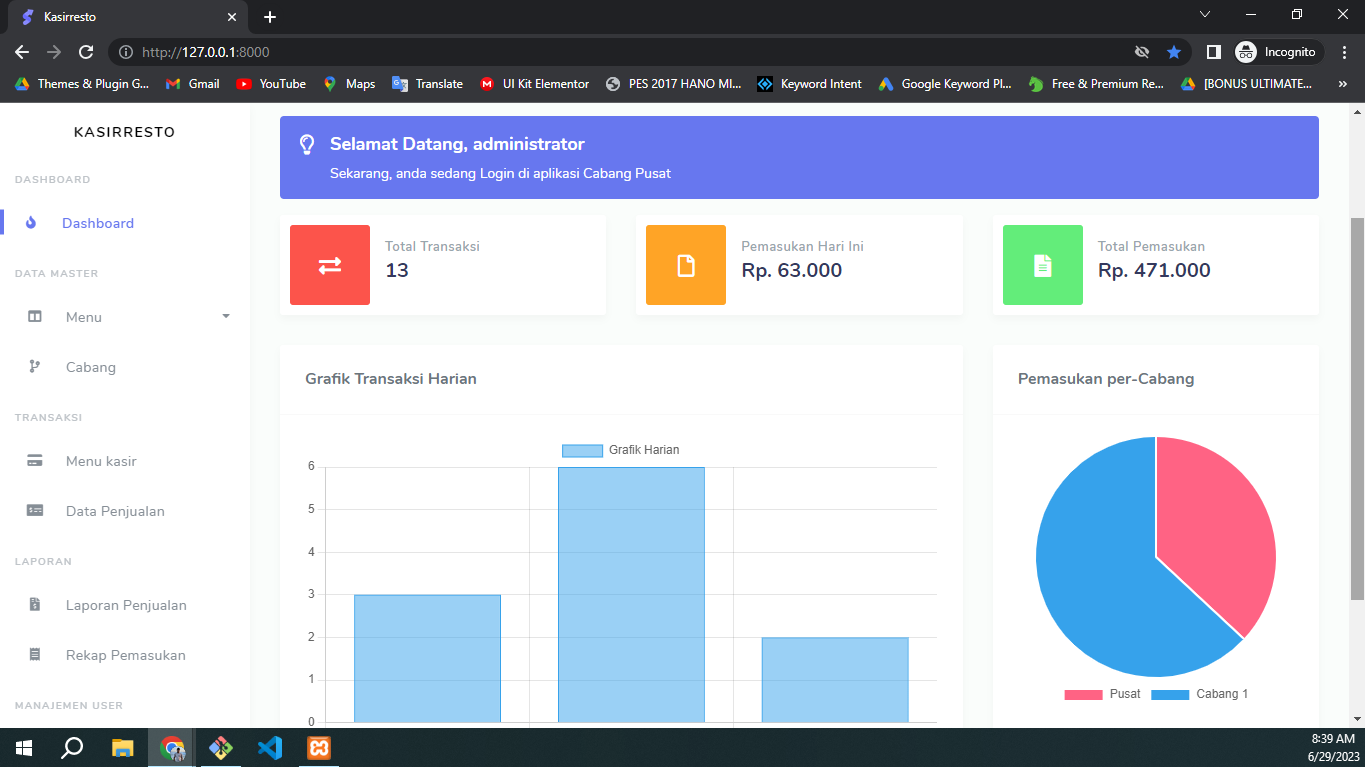 Kasirresto
http://127.0.0.1:8000
Incognito
Themes & Plugin G...
Gmail
YouTube
Maps
Translate
UI Kit Elementor
PES 2017 HANO MI...
Keyword Intent
Google Keyword Pl...
Free & Premium Re...
[BONUS ULTIMATE...
»
KASIRRESTO
DASHBOARD
Dashboard
DATA MASTER
Menu
Cabang
TRANSAKSI
Menu kasir
Data Penjualan
LAPORAN
Laporan Penjualan
Rekap Pemasukan
MANAJEMEN USER
Selamat Datang, administrator
Sekarang, anda sedang Login di aplikasi Cabang Pusat
Total Transaksi
13
Pemasukan Hari Ini
Rp. 63.000
Total Pemasukan
Rp. 471.000
Grafik Transaksi Harian
Grafik Harian
6
5
4
3
2
1
0
Pemasukan per-Cabang
Pusat
Cabang 1
8:39 AM
6/29/2023